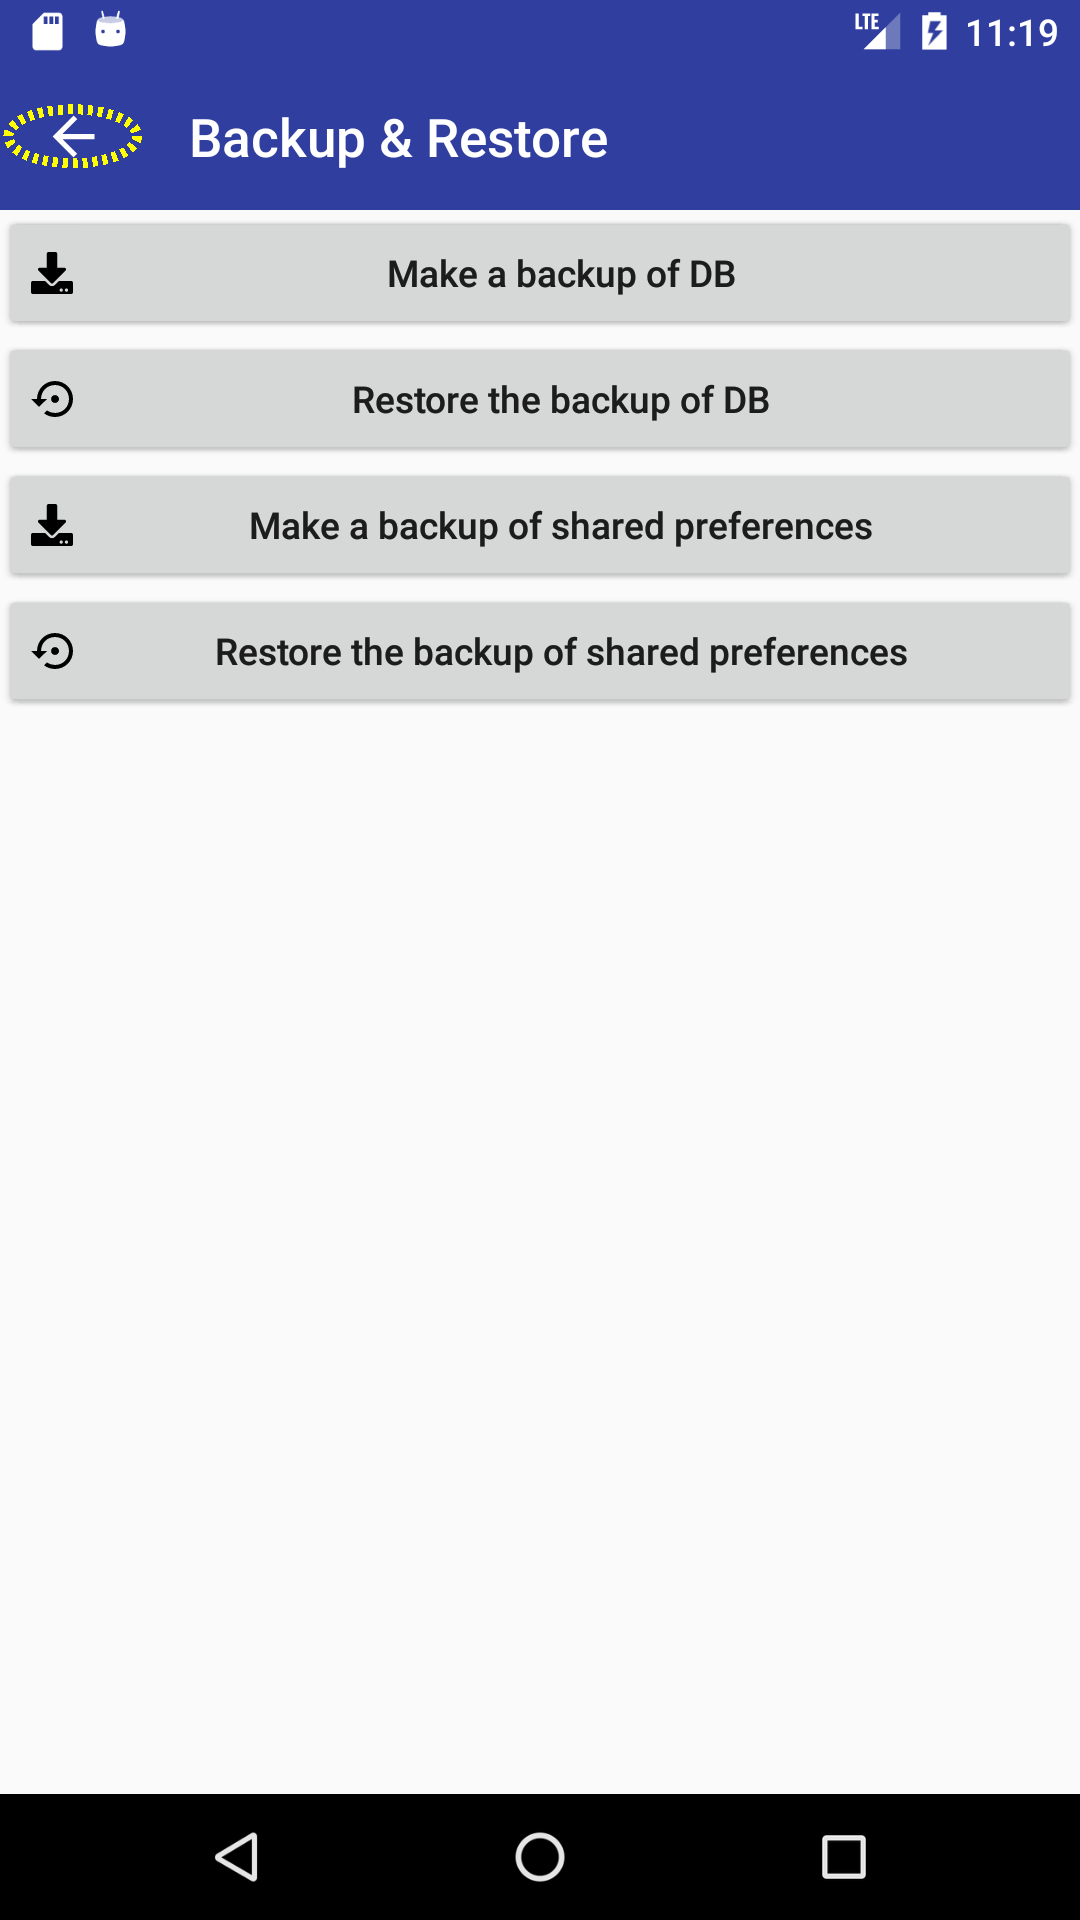 LTE 11:19
Backup & Restore
Make a backup of DB
Restore the backup of DB
Make a backup of shared preferences
Restore the backup of shared preferences